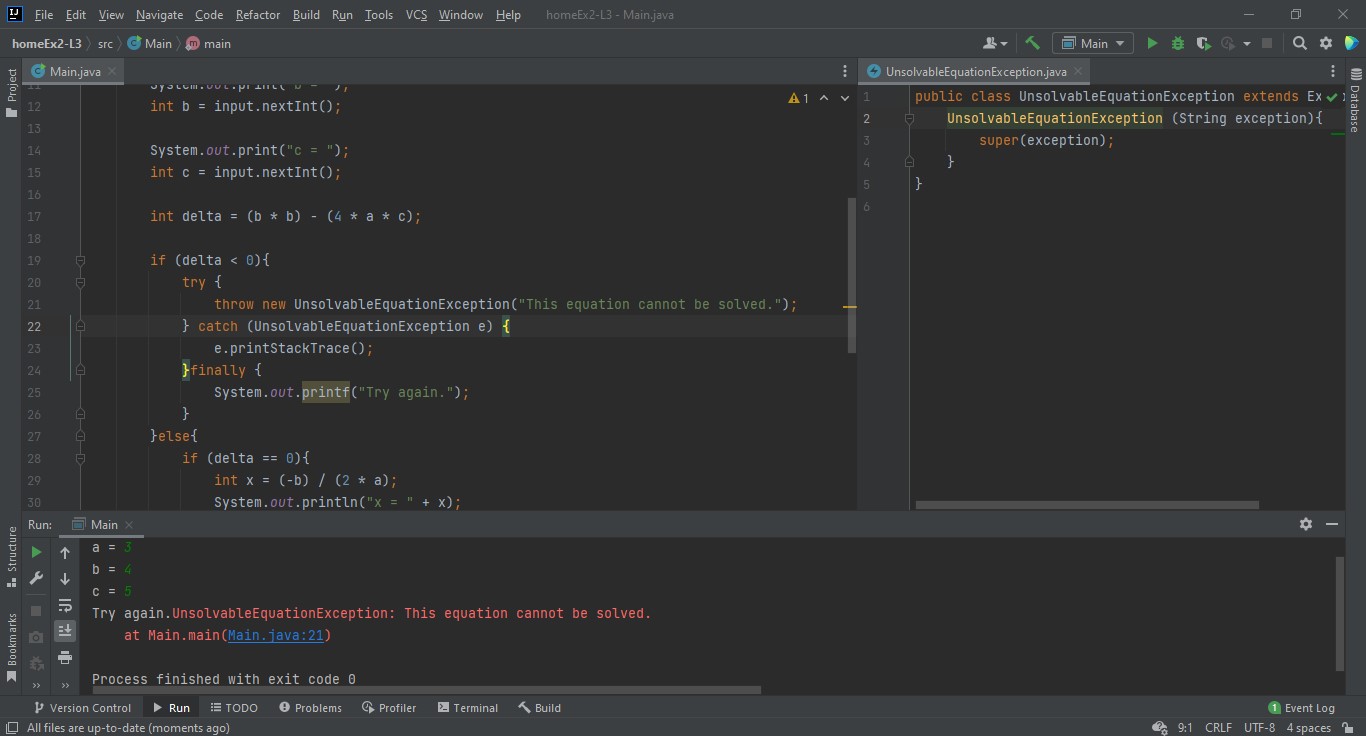 File Edit View Navigate Code Refactor Build Run Tools VCS Window Help homeEx2-L3 - Main.java
homeEx2-L3 src Main main Main
Project
Main.java
11 System.out.print("b = ");
12 int b = input.nextInt();
13
14 System.out.print("c = ");
15 int c = input.nextInt();
16
17 int delta = (b * b) - (4 * a * c);
18
19 if (delta < 0){
20 try {
21 throw new UnsolvableEquationException("This equation cannot be solved.");
22 } catch (UnsolvableEquationException e) {
23 e.printStackTrace();
24 }finally {
25 System.out.printf("Try again.");
26 }
27 }else{
28 if (delta == 0){
29 int x = (-b) / (2 * a);
30 System.out.println("x = " + x);
1
UnsolvableEquationException.java
1 public class UnsolvableEquationException extends Ex
2 UnsolvableEquationException (String exception){
3 super(exception);
4 }
5 }
6
Database
Structure
Bookmarks
Run: Main
a = 3
b = 4
c = 5
Try again.UnsolvableEquationException: This equation cannot be solved.
at Main.main(Main.java:21)
Process finished with exit code 0
Version Control Run TODO Problems Profiler Terminal Build 1 Event Log
All files are up-to-date (moments ago) 9:1 CRLF UTF-8 4 spaces